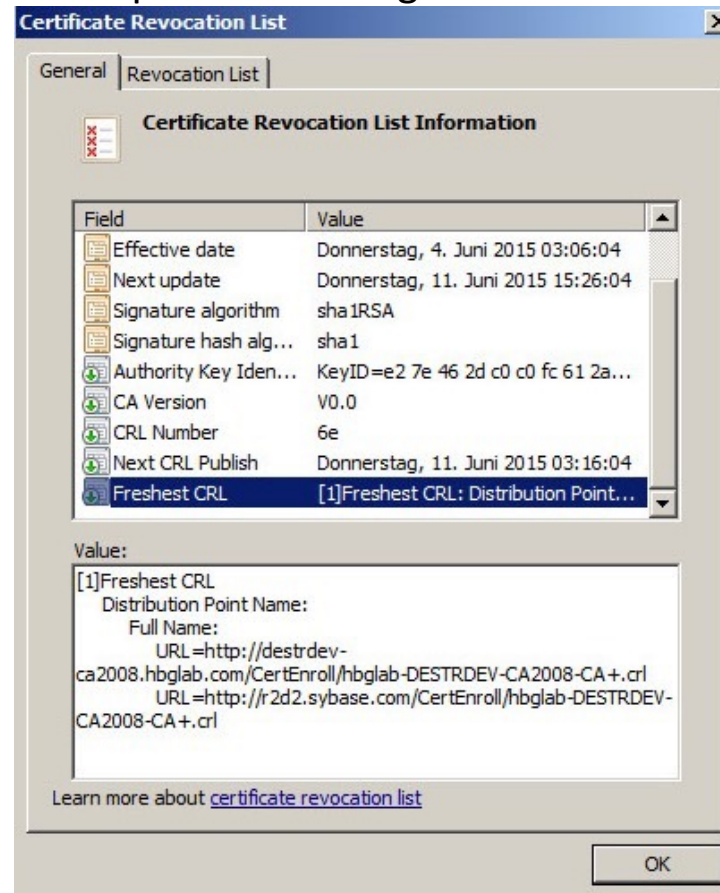 Certificate Revocation List
General
Revocation List
Certificate Revocation List Information
Field Value
Effective date Donnerstag, 4. Juni 2015 03:06:04
Next update Donnerstag, 11. Juni 2015 15:26:04
Signature algorithm sha1RSA
Signature hash alg... sha1
Authority Key Iden... KeyID=e2 7e 46 2d c0 c0 fc 61 2a...
CA Version V0.0
CRL Number 6e
Next CRL Publish Donnerstag, 11. Juni 2015 03:16:04
Freshest CRL [1]Freshest CRL: Distribution Point...
Value:
[1]Freshest CRL
Distribution Point Name:
Full Name:
URL=http://destrdev-
ca2008.hbglab.com/CertEnroll/hbglab-DESTRDEV-CA2008-CA+.crl
URL=http://r2d2.sybase.com/CertEnroll/hbglab-DESTRDEV-
CA2008-CA+.crl
Learn more about certificate revocation list
OK